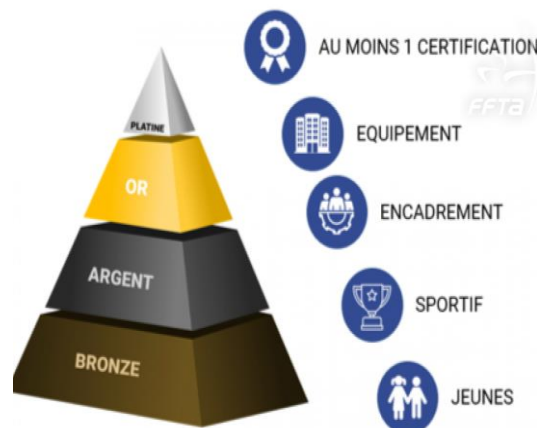 AU MOINS 1 CERTIFICATION
FFTA
PLATINE
EQUIPEMENT
OR
ENCADREMENT
ARGENT
SPORTIF
BRONZE
JEUNES